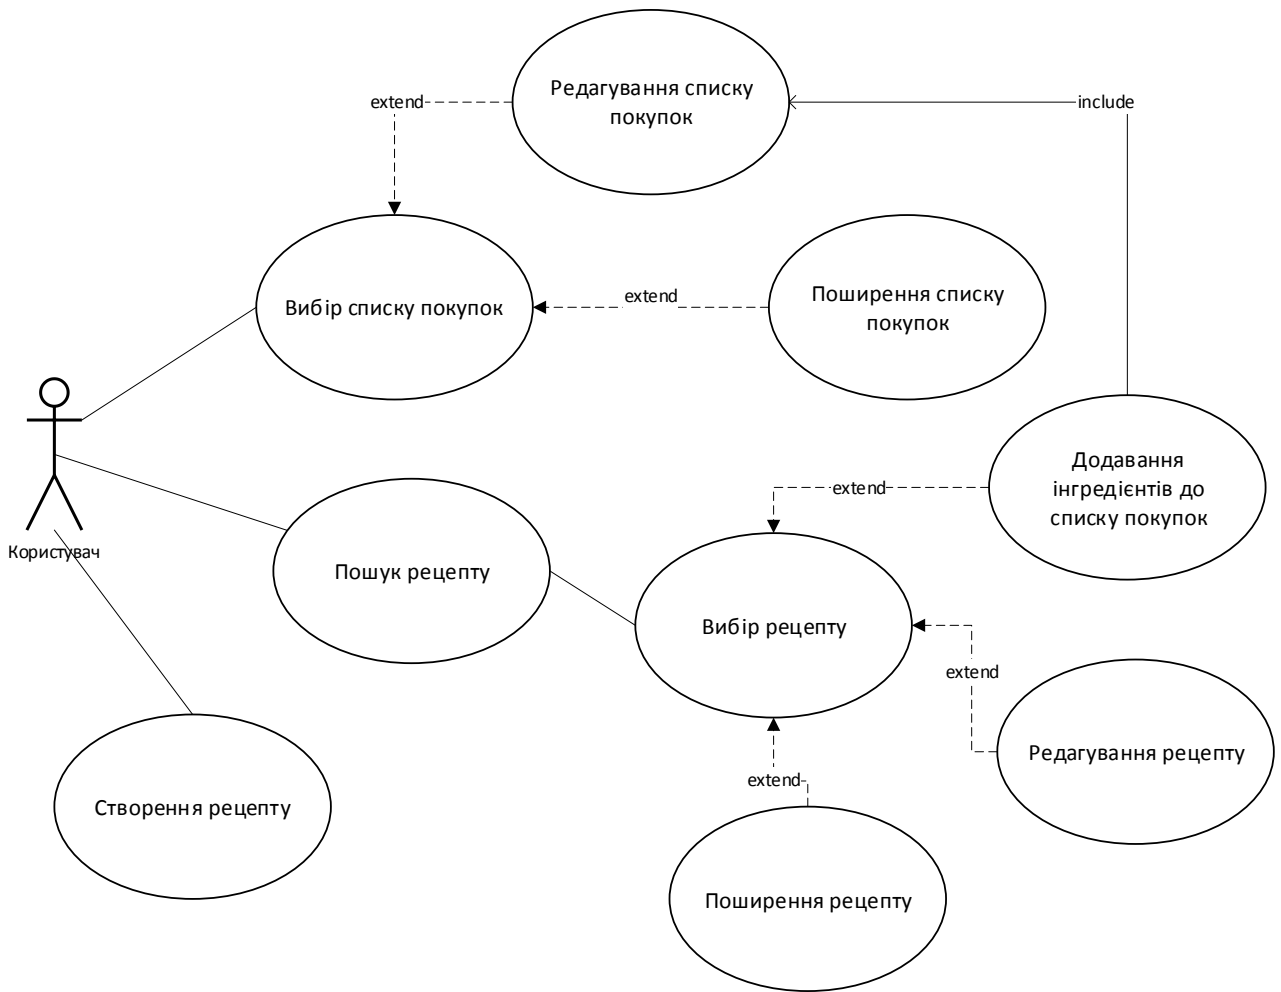 Редагування списку
покупок
extend
include
Вибір списку покупок
extend
Поширення списку
покупок
Додавання
інгредієнтів до
списку покупок
extend
Користувач
Пошук рецепту
Вибір рецепту
extend
Редагування рецепту
extend
Створення рецепту
Поширення рецепту